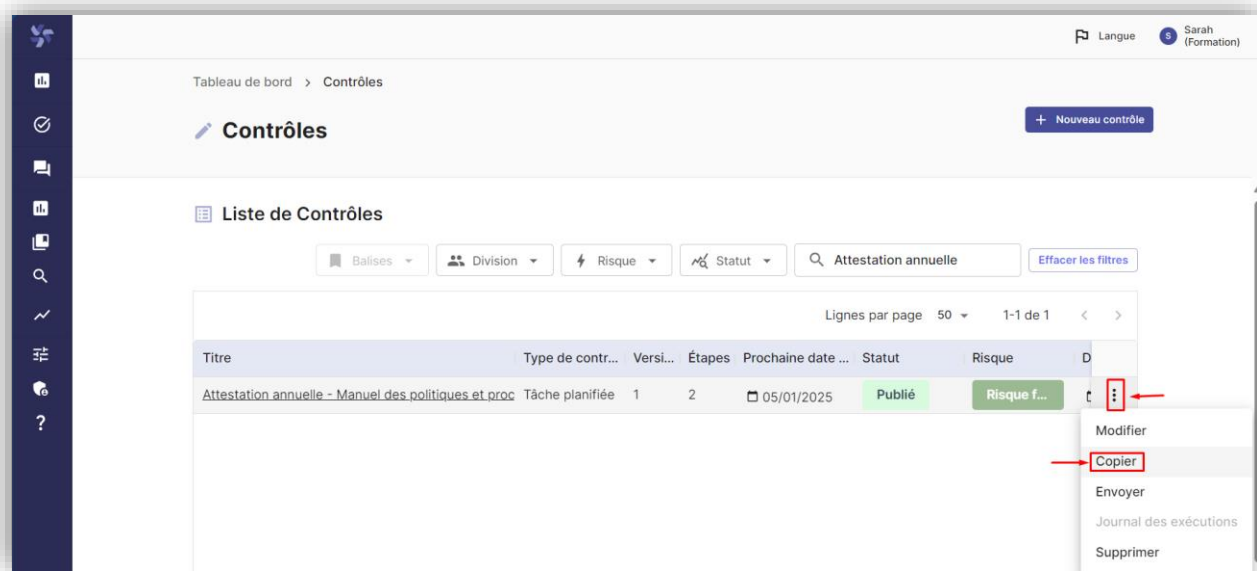 Langue
S
Sarah
(Formation)
Tableau de bord > Contrôles
Contrôles
+ Nouveau contrôle
Liste de Contrôles
Balises
Division
Risque
Statut
Attestation annuelle
Effacer les filtres
Lignes par page 50 1-1 de 1 < >
Titre Type de contr... Versi... Étapes Prochaine date ... Statut Risque D
Attestation annuelle - Manuel des politiques et proc Tâche planifiée 1 2 05/01/2025 Publié Risque f...
Modifier
Copier
Envoyer
Journal des exécutions
Supprimer
?